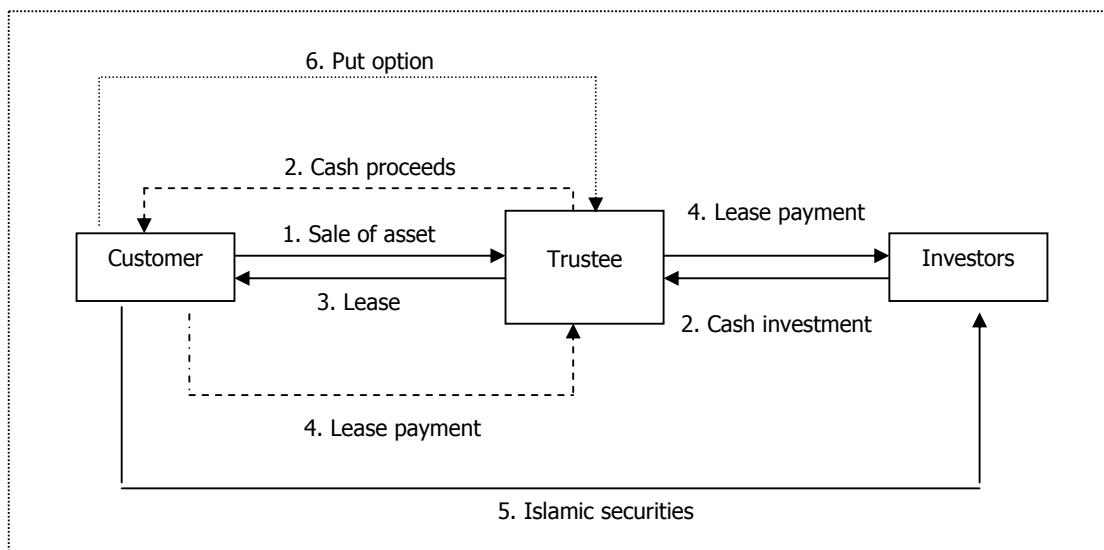 6. Put option
2. Cash proceeds
4. Lease payment
1. Sale of asset
Customer
Trustee
Investors
3. Lease
2. Cash investment
4. Lease payment
5. Islamic securities